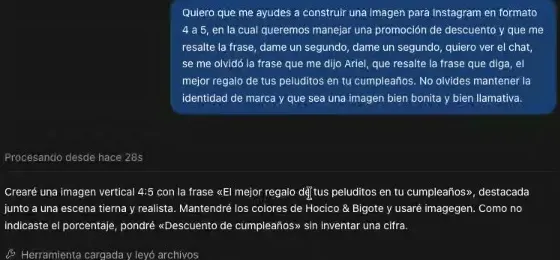 Quiero que me ayudes a construir una imagen para Instagram en formato
4 a 5, en la cual queremos manejar una promoción de descuento y que me
resalte la frase, dame un segundo, dame un segundo, quiero ver el chat,
se me olvidó la frase que me dijo Ariel, que resalte la frase que diga, el
mejor regalo de tus peluditos en tu cumpleaños. No olvides mantener la
identidad de marca y que sea una imagen bien bonita y bien llamativa.
Procesando desde hace 28s
Crearé una imagen vertical 4:5 con la frase «El mejor regalo de tus peluditos en tu cumpleaños», destacada
junto a una escena tierna y realista. Mantendré los colores de Hocico & Bigote y usaré imagegen. Como no
indicaste el porcentaje, pondré «Descuento de cumpleaños» sin inventar una cifra.
Herramienta cargada y leyó archivos